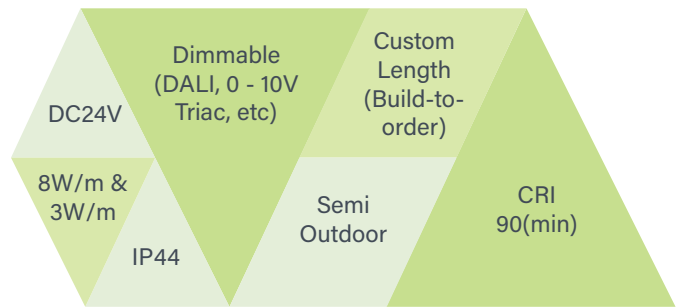 DC24V
Dimmable
(DALI, 0 - 10V
Triac, etc)
Custom
Length
(Build-to-
order)
8W/m &
3W/m
IP44
Semi
Outdoor
CRI
90(min)